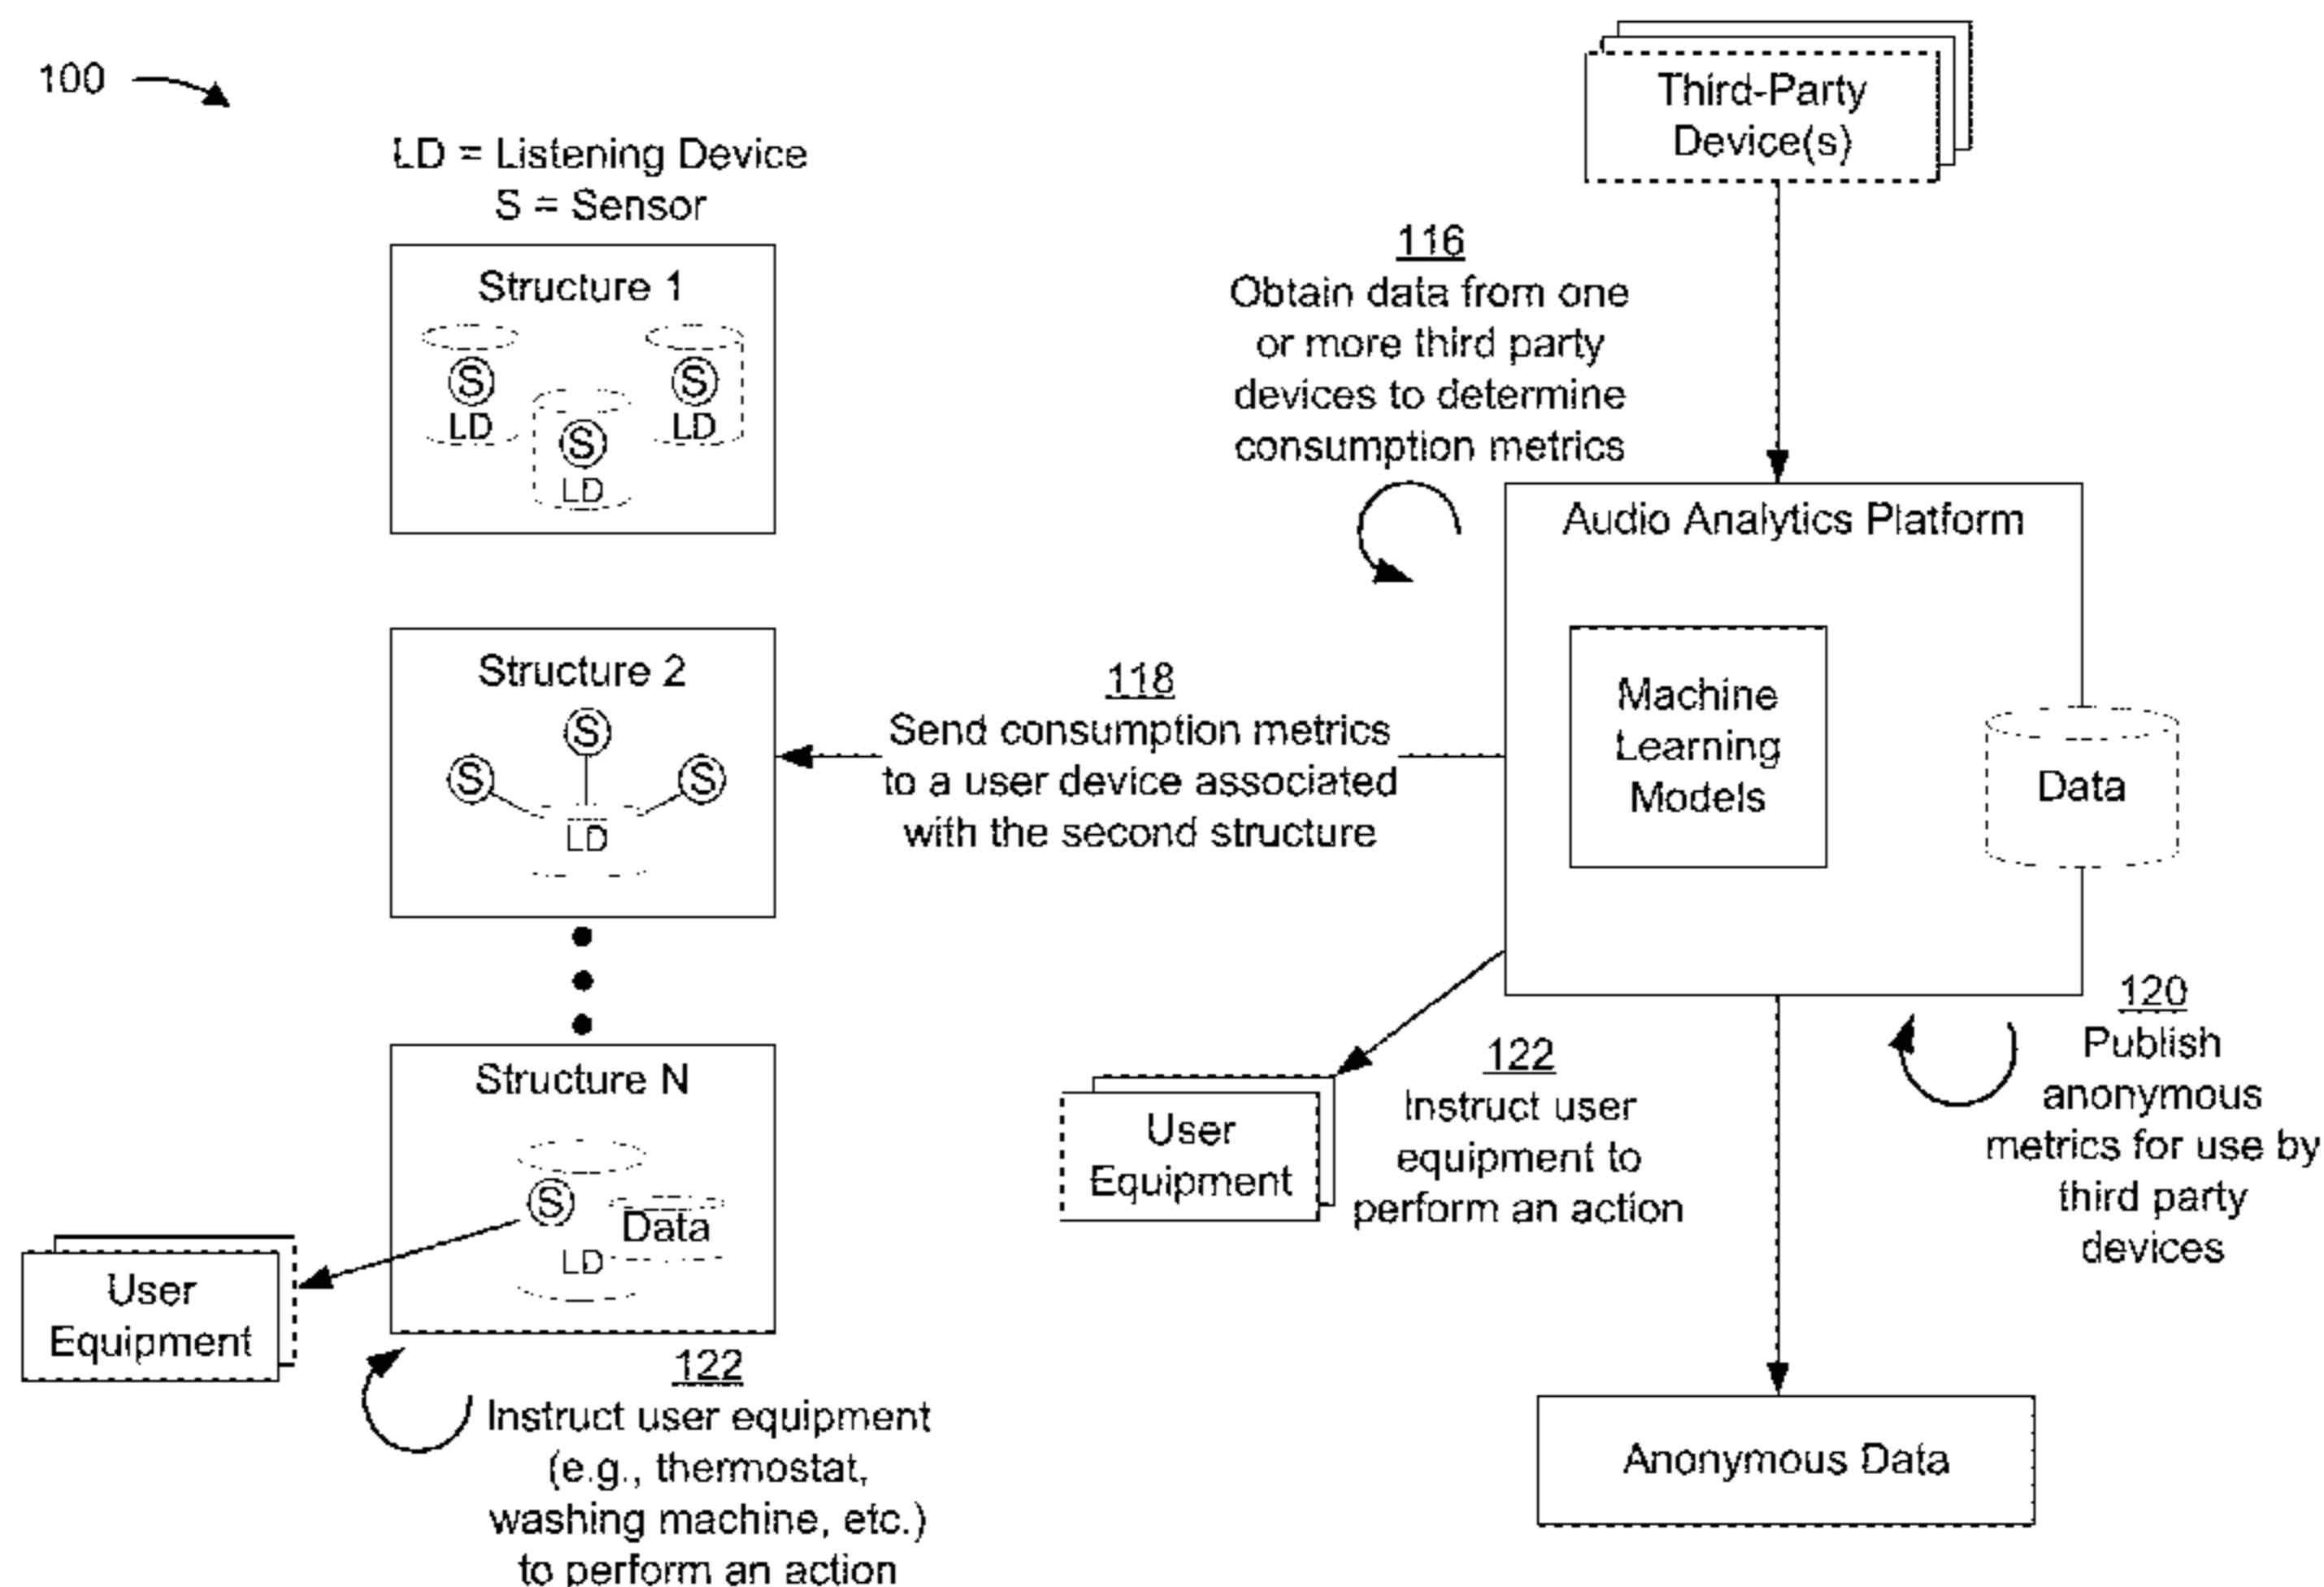 100
LD = Listening Device
S = Sensor
Structure 1
S
LD
S
LD
S
LD
Structure 2
S
S
S
LD
Structure N
S
Data
LD
User
Equipment
122
Instruct user equipment
(e.g., thermostat,
washing machine, etc.)
to perform an action
Third-Party
Device(s)
116
Obtain data from one
or more third party
devices to determine
consumption metrics
Audio Analytics Platform
Machine
Learning
Models
Data
118
Send consumption metrics
to a user device associated
with the second structure
User
Equipment
122
Instruct user
equipment to
perform an action
120
Publish
anonymous
metrics for use by
third party
devices
Anonymous Data